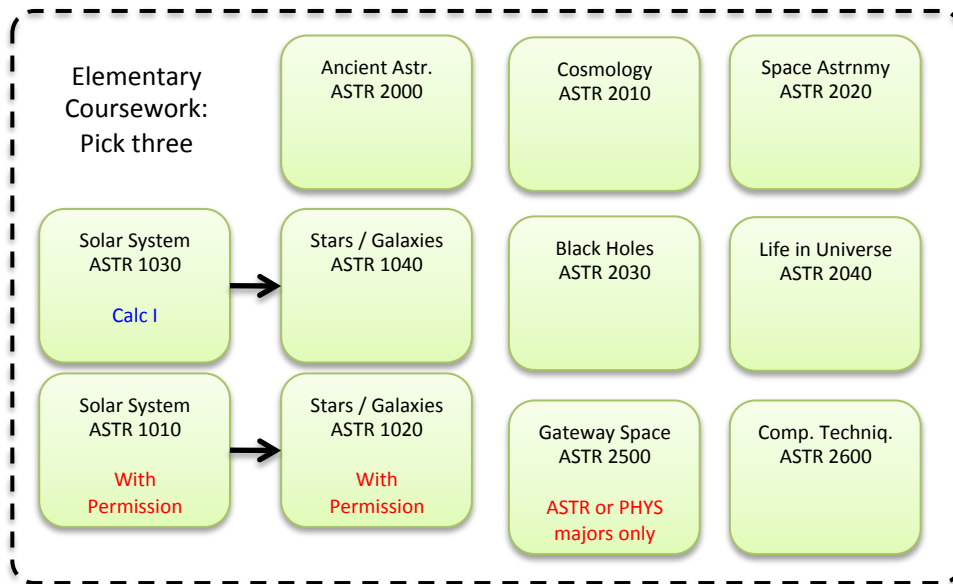 Elementary
Coursework:
Pick three
Ancient Astr.
ASTR 2000
Cosmology
ASTR 2010
Space Astrnmy
ASTR 2020
Solar System
ASTR 1030
Calc I
Stars / Galaxies
ASTR 1040
Black Holes
ASTR 2030
Life in Universe
ASTR 2040
Solar System
ASTR 1010
With
Permission
Stars / Galaxies
ASTR 1020
With
Permission
Gateway Space
ASTR 2500
ASTR or PHYS
majors only
Comp. Techniq.
ASTR 2600